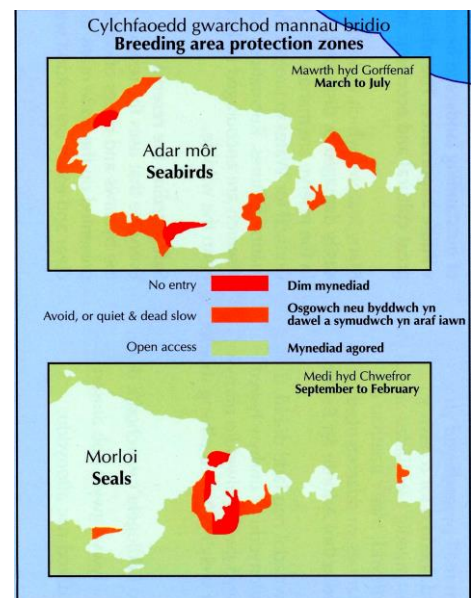 Cylchfaoedd gwarchod mannau bridio
Breeding area protection zones
Mawrth hyd Gorffenaf
March to July
Adar môr
Seabirds
No entry
Dim mynediad
Avoid, or quiet & dead slow
Osgowch neu byddwch yn
dawel a symudwch yn araf iawn
Open access
Mynediad agored
Medi hyd Chwefror
September to February
Morloi
Seals